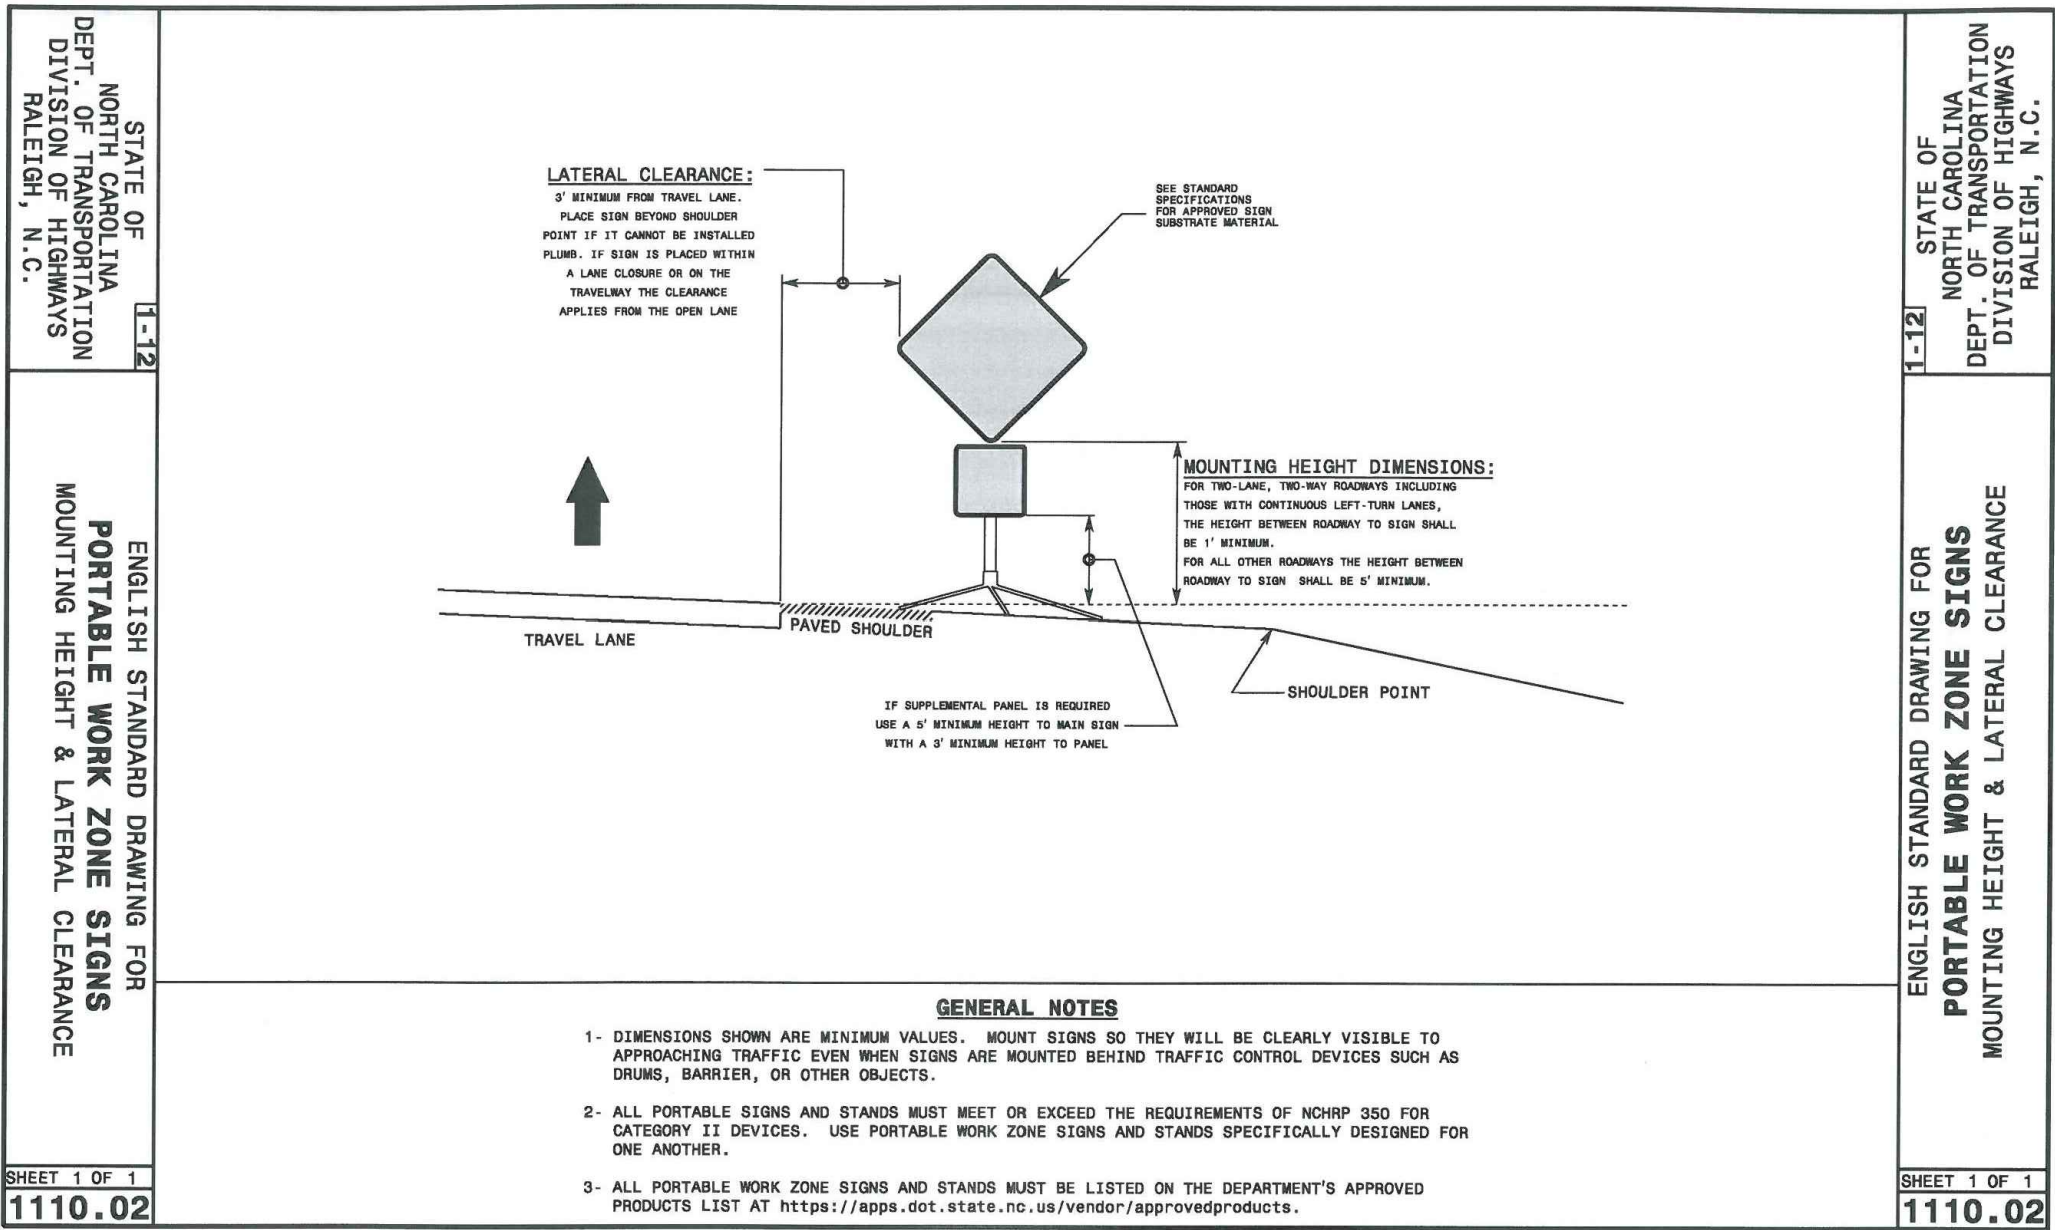 STATE OF
NORTH CAROLINA
DEPT. OF TRANSPORTATION
DIVISION OF HIGHWAYS
RALEIGH, N.C.
1-12
ENGLISH STANDARD DRAWING FOR
PORTABLE WORK ZONE SIGNS
MOUNTING HEIGHT & LATERAL CLEARANCE
SHEET 1 OF 1
1110.02
LATERAL CLEARANCE:
3' MINIMUM FROM TRAVEL LANE.
PLACE SIGN BEYOND SHOULDER
POINT IF IT CANNOT BE INSTALLED
PLUMB. IF SIGN IS PLACED WITHIN
A LANE CLOSURE OR ON THE
TRAVELWAY THE CLEARANCE
APPLIES FROM THE OPEN LANE
SEE STANDARD
SPECIFICATIONS
FOR APPROVED SIGN
SUBSTRATE MATERIAL
MOUNTING HEIGHT DIMENSIONS:
FOR TWO-LANE, TWO-WAY ROADWAYS INCLUDING
THOSE WITH CONTINUOUS LEFT-TURN LANES,
THE HEIGHT BETWEEN ROADWAY TO SIGN SHALL
BE 1' MINIMUM.
FOR ALL OTHER ROADWAYS THE HEIGHT BETWEEN
ROADWAY TO SIGN SHALL BE 5' MINIMUM.
TRAVEL LANE
PAVED SHOULDER
SHOULDER POINT
IF SUPPLEMENTAL PANEL IS REQUIRED
USE A 5' MINIMUM HEIGHT TO MAIN SIGN
WITH A 3' MINIMUM HEIGHT TO PANEL
GENERAL NOTES
1- DIMENSIONS SHOWN ARE MINIMUM VALUES. MOUNT SIGNS SO THEY WILL BE CLEARLY VISIBLE TO
APPROACHING TRAFFIC EVEN WHEN SIGNS ARE MOUNTED BEHIND TRAFFIC CONTROL DEVICES SUCH AS
DRUMS, BARRIER, OR OTHER OBJECTS.
2- ALL PORTABLE SIGNS AND STANDS MUST MEET OR EXCEED THE REQUIREMENTS OF NCHRP 350 FOR
CATEGORY II DEVICES. USE PORTABLE WORK ZONE SIGNS AND STANDS SPECIFICALLY DESIGNED FOR
ONE ANOTHER.
3- ALL PORTABLE WORK ZONE SIGNS AND STANDS MUST BE LISTED ON THE DEPARTMENT'S APPROVED
PRODUCTS LIST AT https://apps.dot.state.nc.us/vendor/approvedproducts.
STATE OF
NORTH CAROLINA
DEPT. OF TRANSPORTATION
DIVISION OF HIGHWAYS
RALEIGH, N.C.
1-12
ENGLISH STANDARD DRAWING FOR
PORTABLE WORK ZONE SIGNS
MOUNTING HEIGHT & LATERAL CLEARANCE
SHEET 1 OF 1
1110.02